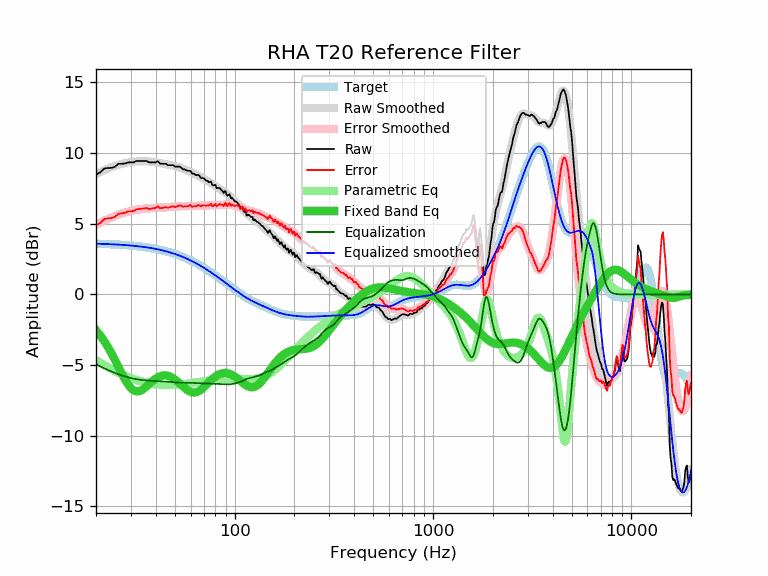 RHA T20 Reference Filter
15
10
5
0
−5
−10
−15
Amplitude (dBr)
Target
Raw Smoothed
Error Smoothed
Raw
Error
Parametric Eq
Fixed Band Eq
Equalization
Equalized smoothed
100
1000
10000
Frequency (Hz)